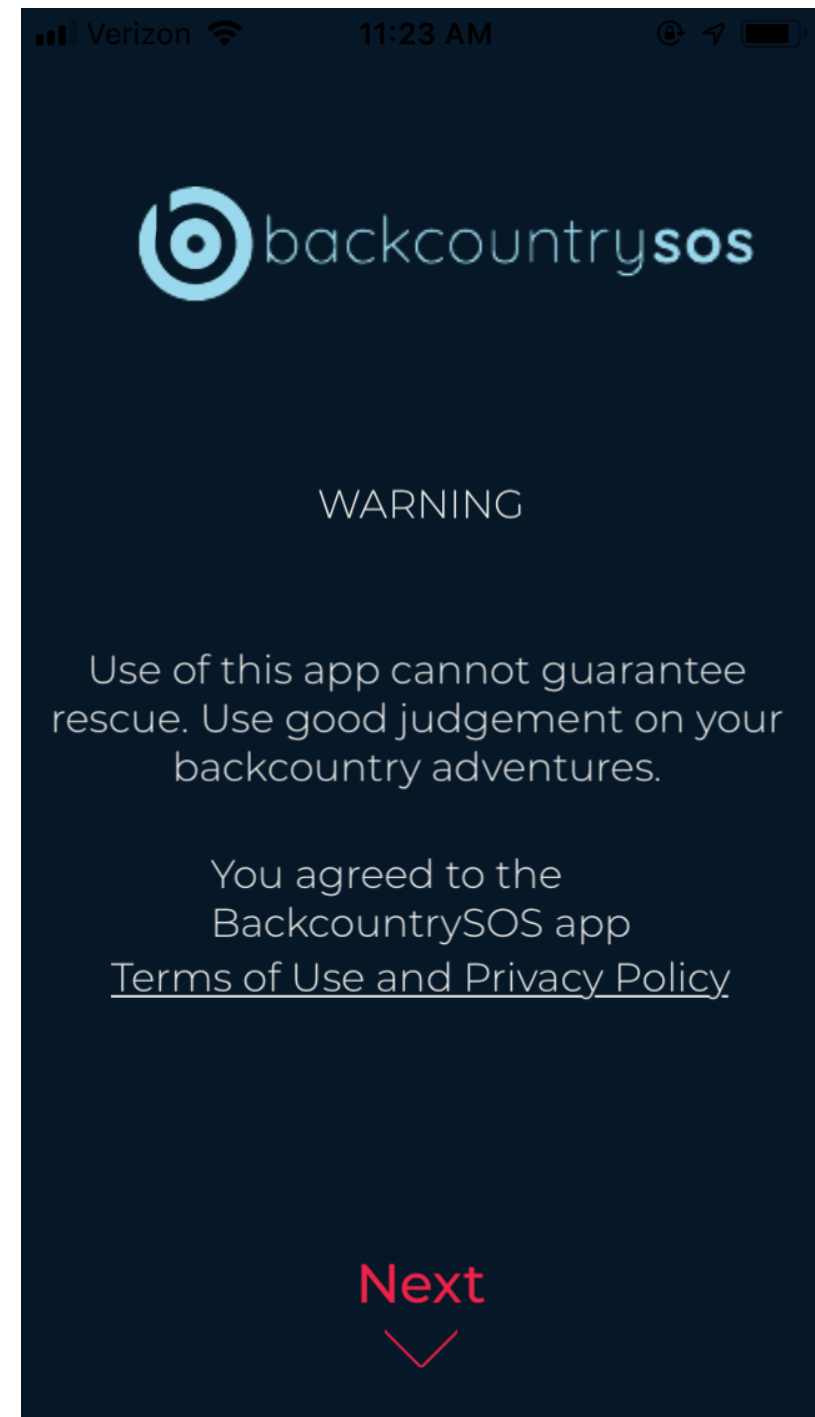 Verizon 11:23 AM
backcountrysos
WARNING
Use of this app cannot guarantee
rescue. Use good judgement on your
backcountry adventures.
You agreed to the
BackcountrySOS app
Terms of Use and Privacy Policy
Next